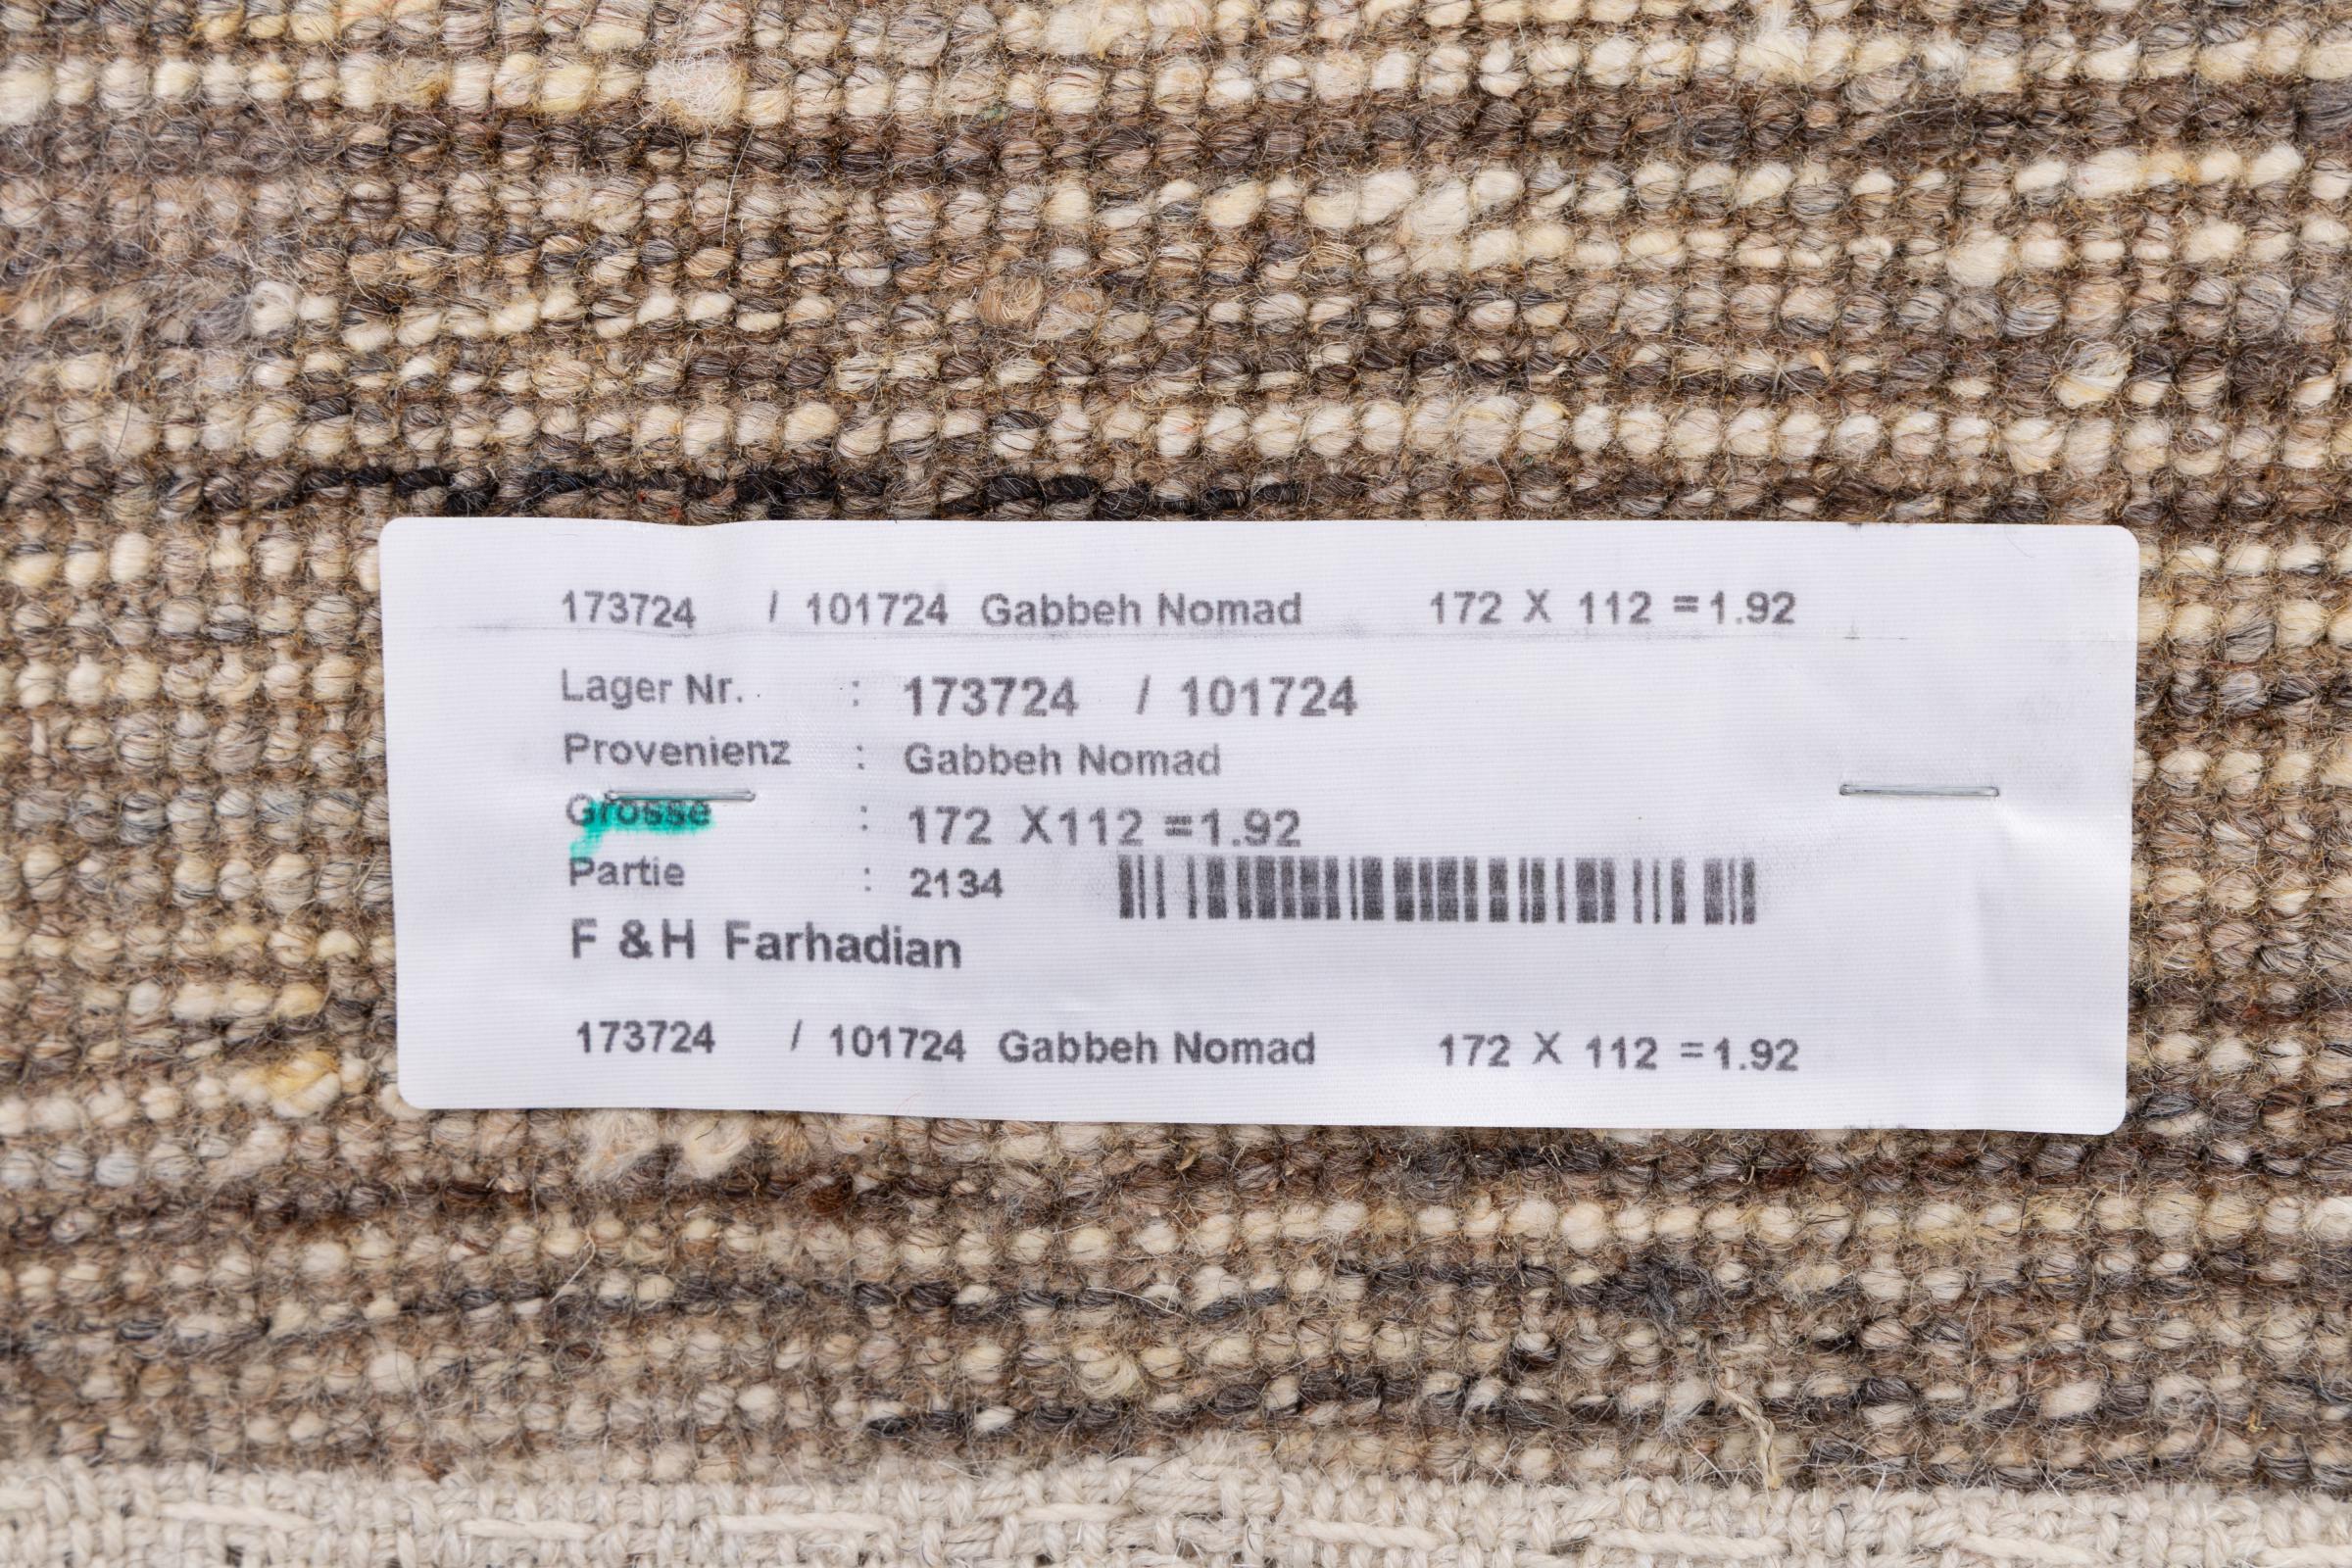 173724 / 101724 Gabbeh Nomad 172 X 112 =1.92
Lager Nr. : 173724 / 101724
Provenienz : Gabbeh Nomad
Grosse : 172 X112 =1.92
Partie : 2134
F &H Farhadian
173724 / 101724 Gabbeh Nomad 172 X 112 =1.92